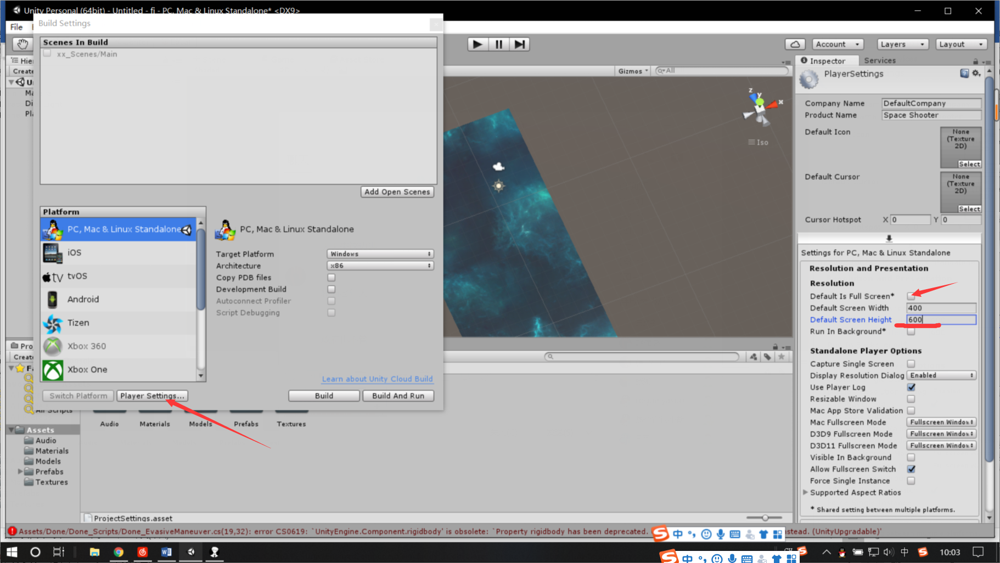 Unity Personal (64bit) - Untitled - fi - PC, Mac & Linux Standalone* <DX9>
File
Build Settings
Scenes In Build
xx_Scenes/Main
Add Open Scenes
Platform
PC, Mac & Linux Standalone
iOS
tvOS
Android
Tizen
Xbox 360
Xbox One
PC, Mac & Linux Standalone
Target Platform Windows
Architecture x86
Copy PDB files
Development Build
Autoconnect Profiler
Script Debugging
Learn about Unity Cloud Build
Switch Platform
Player Settings...
Build
Build And Run
Hie
Create
U
Ma
Di
Pla
Gizmos
All
z
y
x
Iso
Account
Layers
Layout
Inspector
Services
PlayerSettings
Company Name DefaultCompany
Product Name Space Shooter
Default Icon
None
(Texture
2D)
Select
Default Cursor
None
(Texture
2D)
Select
Cursor Hotspot X 0 Y 0
Settings for PC, Mac & Linux Standalone
Resolution and Presentation
Resolution
Default Is Full Screen*
Default Screen Width 400
Default Screen Height 600
Run In Background*
Standalone Player Options
Capture Single Screen
Display Resolution Dialog Enabled
Use Player Log
Resizable Window
Mac App Store Validation
Mac Fullscreen Mode Fullscreen Window
D3D9 Fullscreen Mode Fullscreen Window
D3D11 Fullscreen Mode Fullscreen Window
Visible In Background
Allow Fullscreen Switch
Force Single Instance
Supported Aspect Ratios
* Shared setting between multiple platforms.
Pro
Create
Fa
All Scripts
Assets
Audio
Materials
Models
Prefabs
Textures
Audio
Materials
Models
Prefabs
Textures
ProjectSettings.asset
Assets/Done/Done_Scripts/Done_EvasiveManeuver.cs(19,32): error CS0619: `UnityEngine.Component.rigidbody' is obsolete: `Property rigidbody has been deprecated.
nstead. (UnityUpgradable)'
中
中
中
10:03